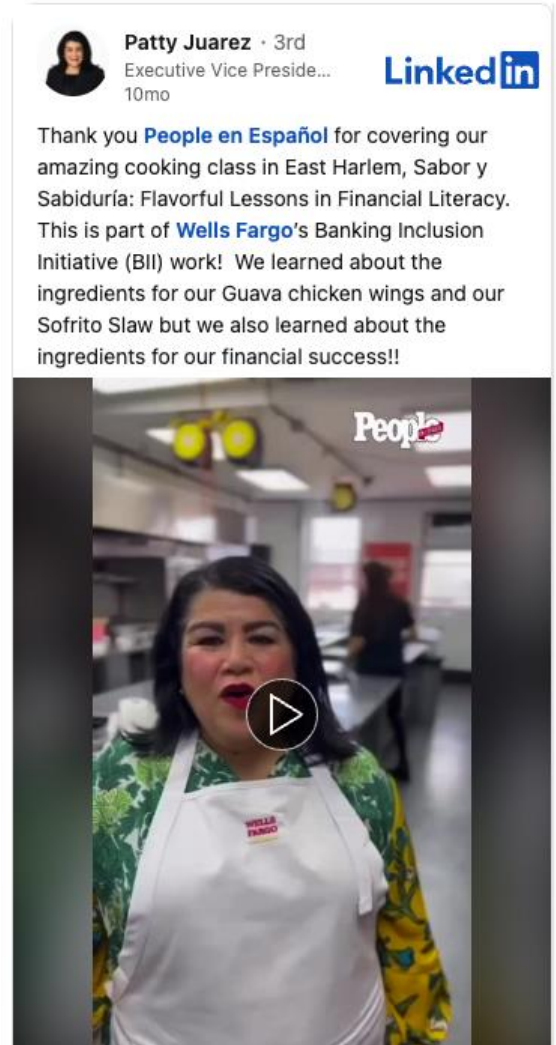 Patty Juarez · 3rd
Executive Vice Preside...
10mo
LinkedIn
Thank you People en Español for covering our
amazing cooking class in East Harlem, Sabor y
Sabiduría: Flavorful Lessons in Financial Literacy.
This is part of Wells Fargo's Banking Inclusion
Initiative (BII) work!  We learned about the
ingredients for our Guava chicken wings and our
Sofrito Slaw but we also learned about the
ingredients for our financial success!!
People
WELLS
FARGO